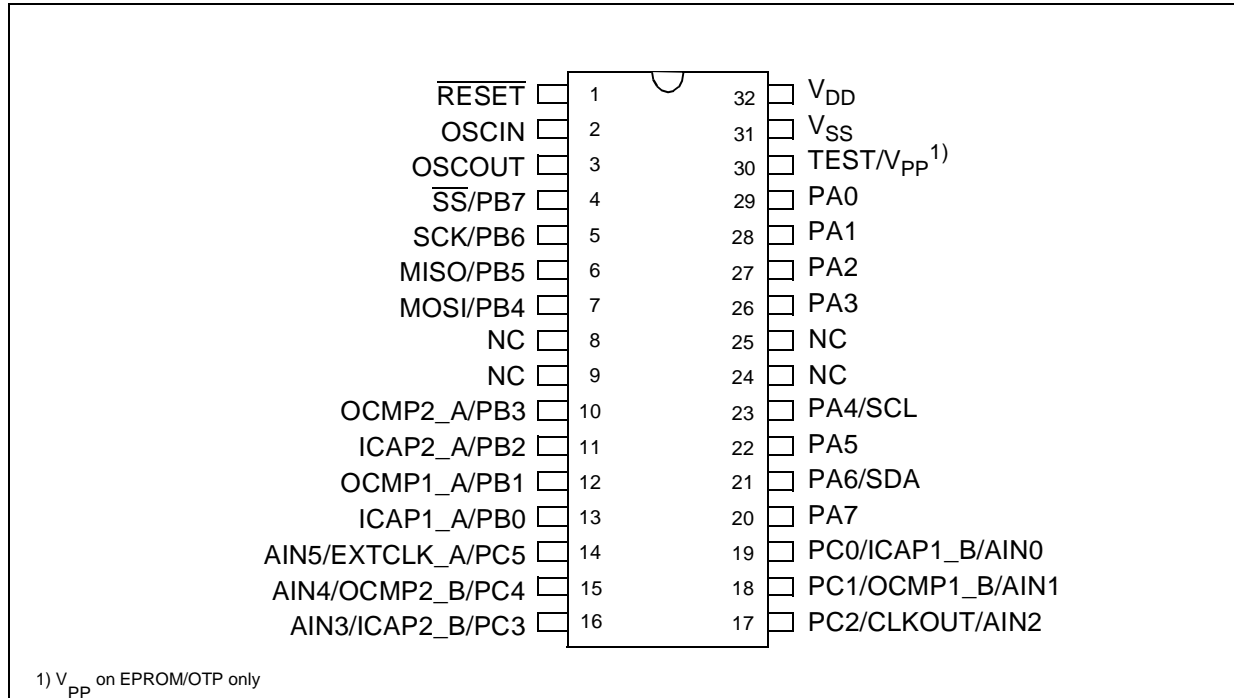 RESET 1 32 VDD
OSCIN 2 31 VSS
OSCOUT 3 30 TEST/VPP1)
SS/PB7 4 29 PA0
SCK/PB6 5 28 PA1
MISO/PB5 6 27 PA2
MOSI/PB4 7 26 PA3
NC 8 25 NC
NC 9 24 NC
OCMP2_A/PB3 10 23 PA4/SCL
ICAP2_A/PB2 11 22 PA5
OCMP1_A/PB1 12 21 PA6/SDA
ICAP1_A/PB0 13 20 PA7
AIN5/EXTCLK_A/PC5 14 19 PC0/ICAP1_B/AIN0
AIN4/OCMP2_B/PC4 15 18 PC1/OCMP1_B/AIN1
AIN3/ICAP2_B/PC3 16 17 PC2/CLKOUT/AIN2
1) VPP on EPROM/OTP only